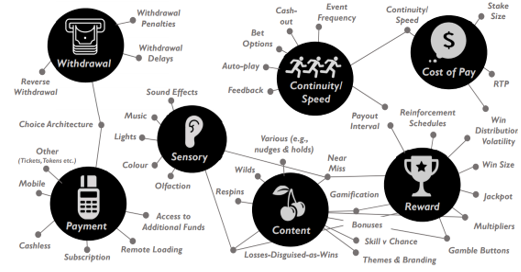 Withdrawal
Penalties
Withdrawal
Delays
Withdrawal
Reverse
Withdrawal
Choice Architecture
Other
(Tickets, Tokens etc.)
Mobile
Payment
Cashless
Subscription
Remote Loading
Access to
Additional Funds
Sound Effects
Music
Lights
Colour
Olfaction
Sensory
Cash-
out
Event
Frequency
Bet
Options
Auto-play
Feedback
Continuity/
Speed
Continuity/
Speed
Stake
Size
Cost of Pay
RTP
Win
Distribution
Volatility
Payout
Interval
Reinforcement
Schedules
Various (e.g.,
nudges & holds)
Near
Miss
Wilds
Respins
Gamification
Content
Bonuses
Skill v Chance
Themes & Branding
Losses-Disguised-as-Wins
Reward
Win Size
Jackpot
Multipliers
Gamble Buttons